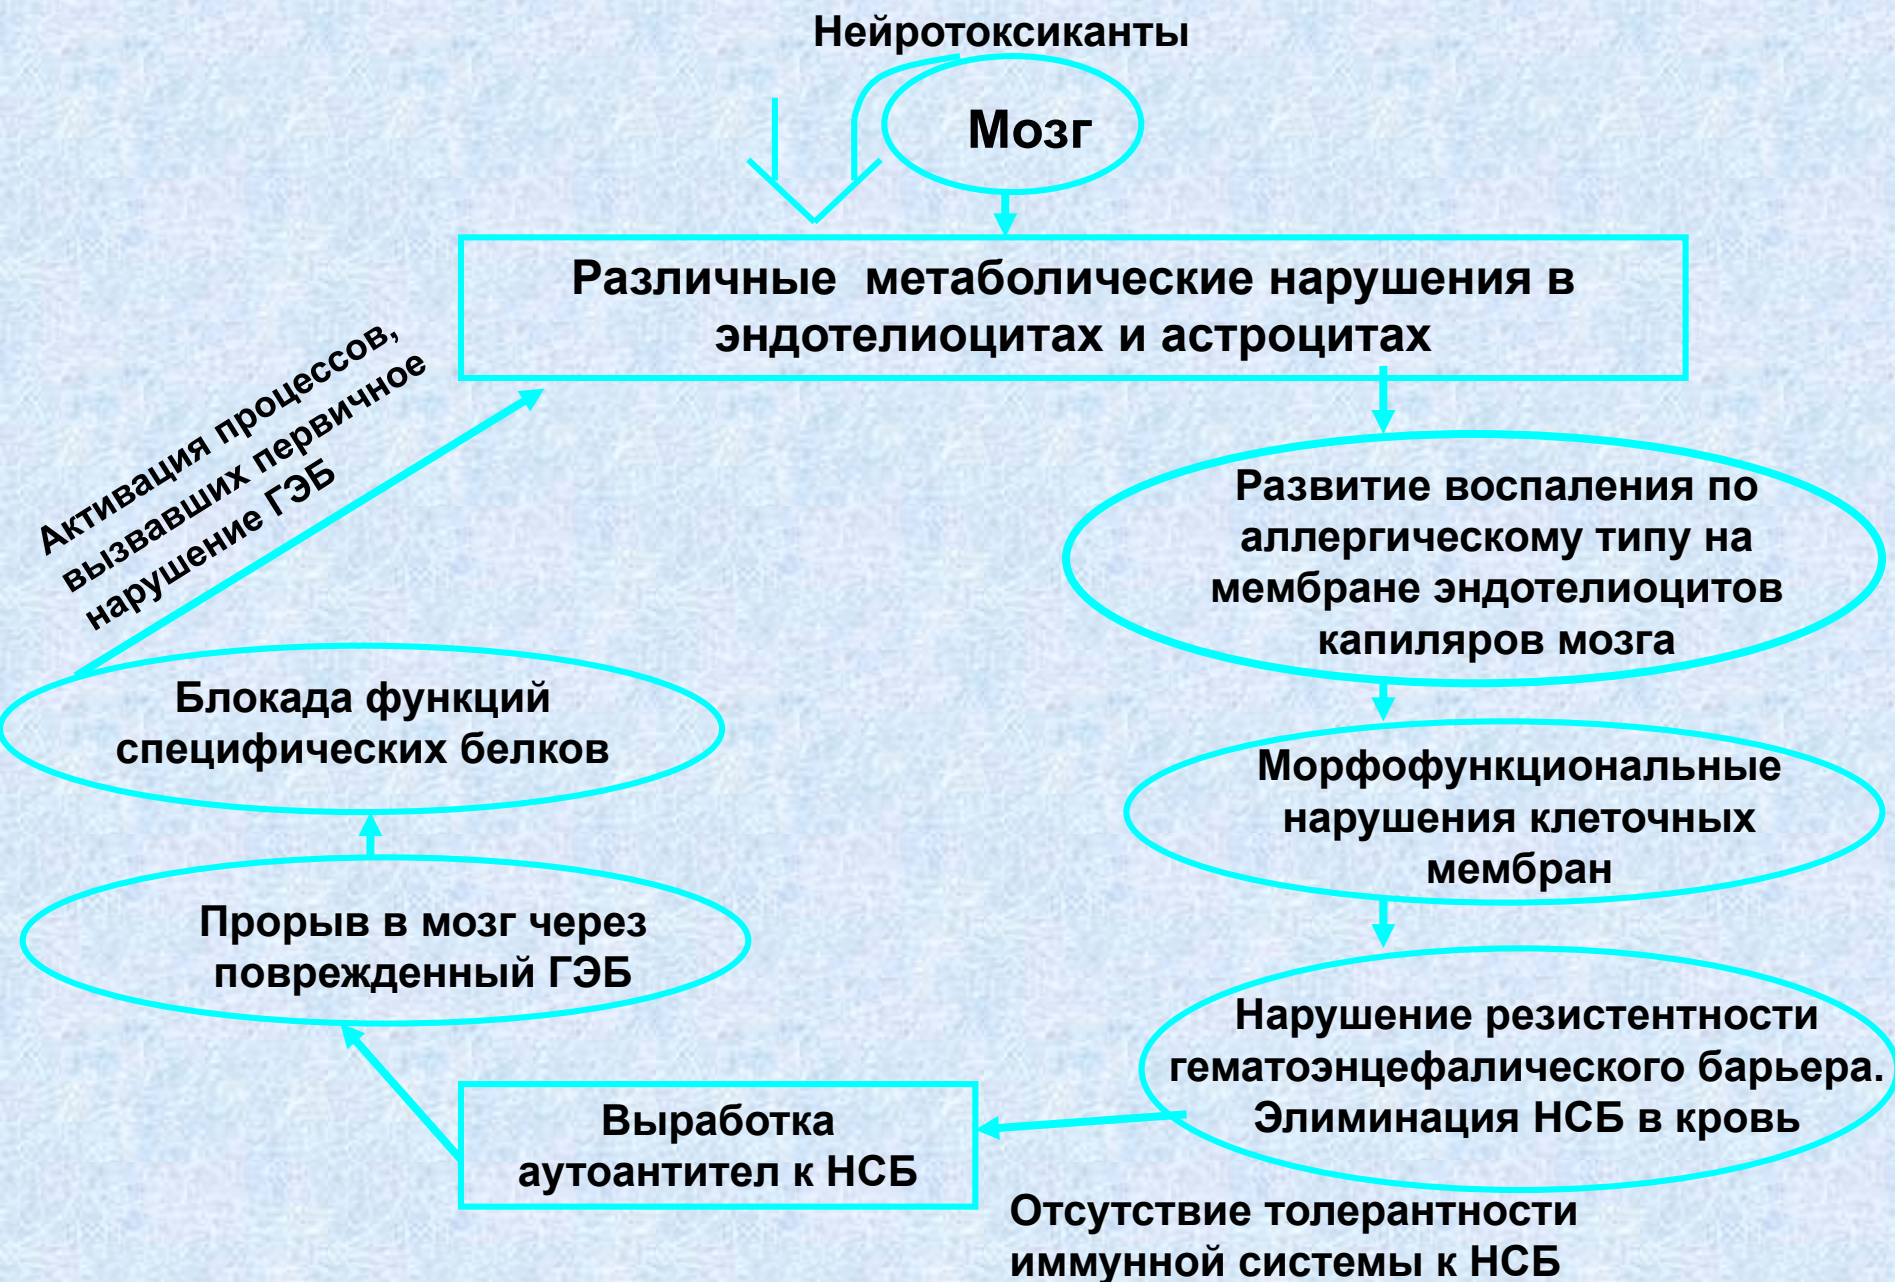 Нейротоксиканты
Мозг
Различные метаболические нарушения в
эндотелиоцитах и астроцитах
Активация процессов,
вызвавших первичное
нарушение ГЭБ
Развитие воспаления по
аллергическому типу на
мембране эндотелиоцитов
капиляров мозга
Блокада функций
специфических белков
Морфофункциональные
нарушения клеточных
мембран
Прорыв в мозг через
поврежденный ГЭБ
Нарушение резистентности
гематоэнцефалического барьера.
Элиминация НСБ в кровь
Выработка
аутоантител к НСБ
Отсутствие толерантности
иммунной системы к НСБ